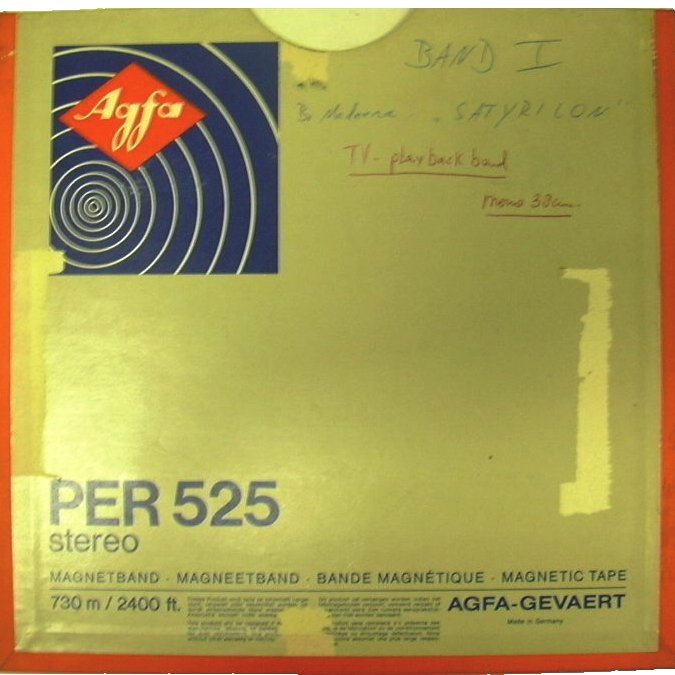 BAND I
Br Maderna „SATYRICON"
TV - playback band
mono 38cm
Agfa
PER 525
stereo
MAGNETBAND · MAGNEETBAND · BANDE MAGNÉTIQUE · MAGNETIC TAPE
730 m / 2400 ft.
AGFA-GEVAERT
Made in Germany